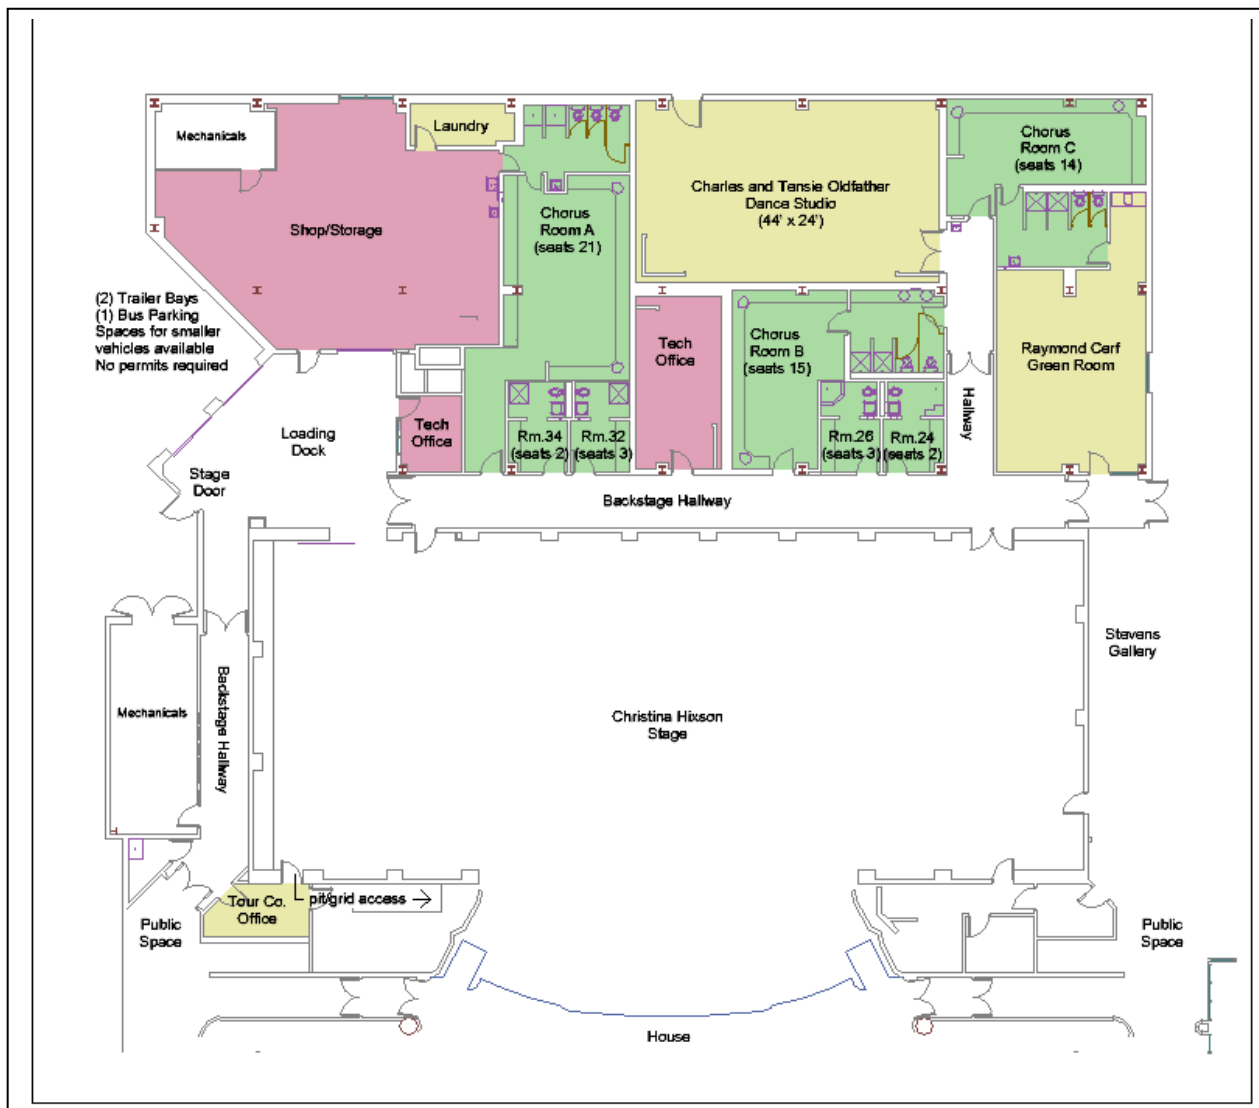 Mechanicals
Laundry
Chorus
Room C
(seats 14)
Charles and Tensie Oldfather
Dance Studio
(44' x 24')
Shop/Storage
Chorus
Room A
(seats 21)
(2) Trailer Bays
(1) Bus Parking
Spaces for smaller
vehicles available
No permits required
Tech
Office
Chorus
Room B
(seats 15)
Raymond Cerf
Green Room
Hallway
Loading
Dock
Tech
Office
Rm.34
(seats 2)
Rm.32
(seats 3)
Rm.26
(seats 3)
Rm.24
(seats 2)
Stage
Door
Backstage Hallway
Stevens
Gallery
Backstage Hallway
Mechanicals
Christina Hixson
Stage
Tour Co.
Office
pit/grid access
Public
Space
Public
Space
House